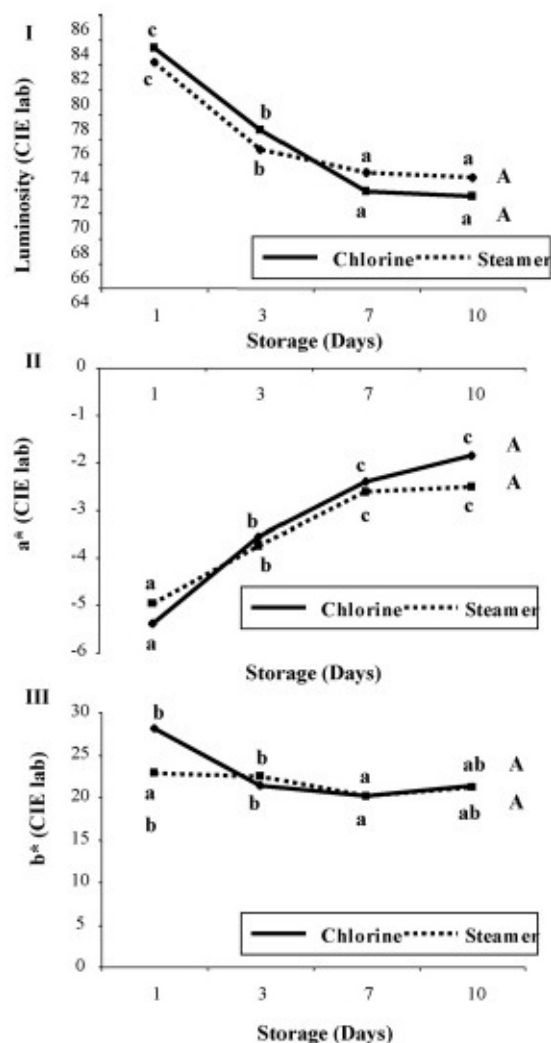 I
Luminosity (CIE lab)
86
84
82
80
78
76
74
72
70
68
66
64
c
c
b
b
a
a
a
a
A
A
Chlorine Steamer
1 3 7 10
Storage (Days)
II
a* (CIE lab)
0
-1
-2
-3
-4
-5
-6
1 3 7 10
a
a
b
b
c
c
c
c
A
A
Chlorine Steamer
Storage (Days)
III
b* (CIE lab)
30
25
20
15
10
5
0
b
a
b
b
b
a
a
ab
ab
A
A
Chlorine Steamer
1 3 7 10
Storage (Days)